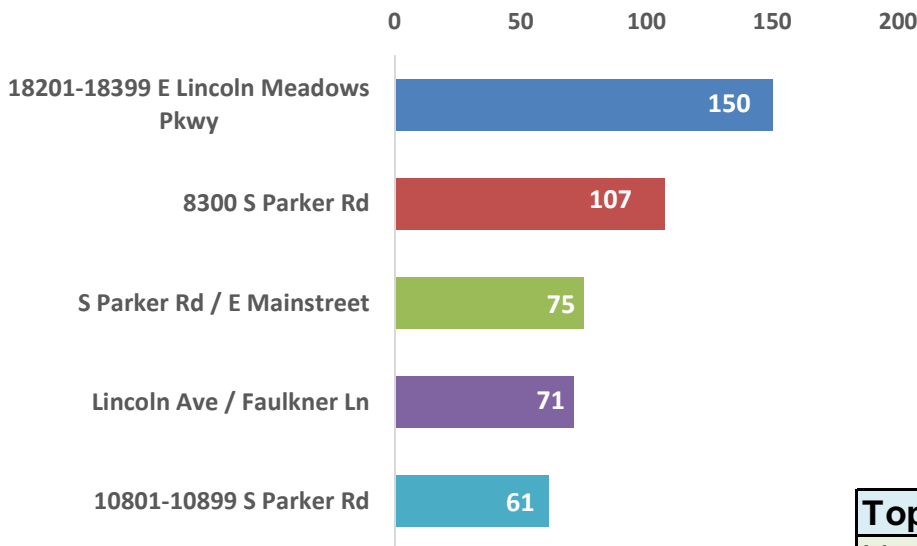 0 50 100 150 200
18201-18399 E Lincoln Meadows
Pkwy
150
8300 S Parker Rd
107
S Parker Rd / E Mainstreet
75
Lincoln Ave / Faulkner Ln
71
10801-10899 S Parker Rd
61
Top